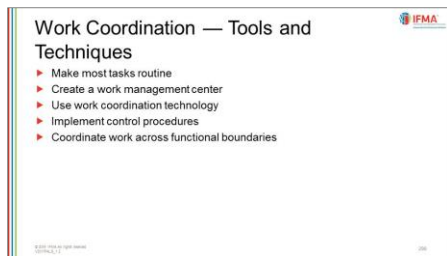 Work Coordination — Tools and
Techniques
IFMA
Make most tasks routine
Create a work management center
Use work coordination technology
Implement control procedures
Coordinate work across functional boundaries